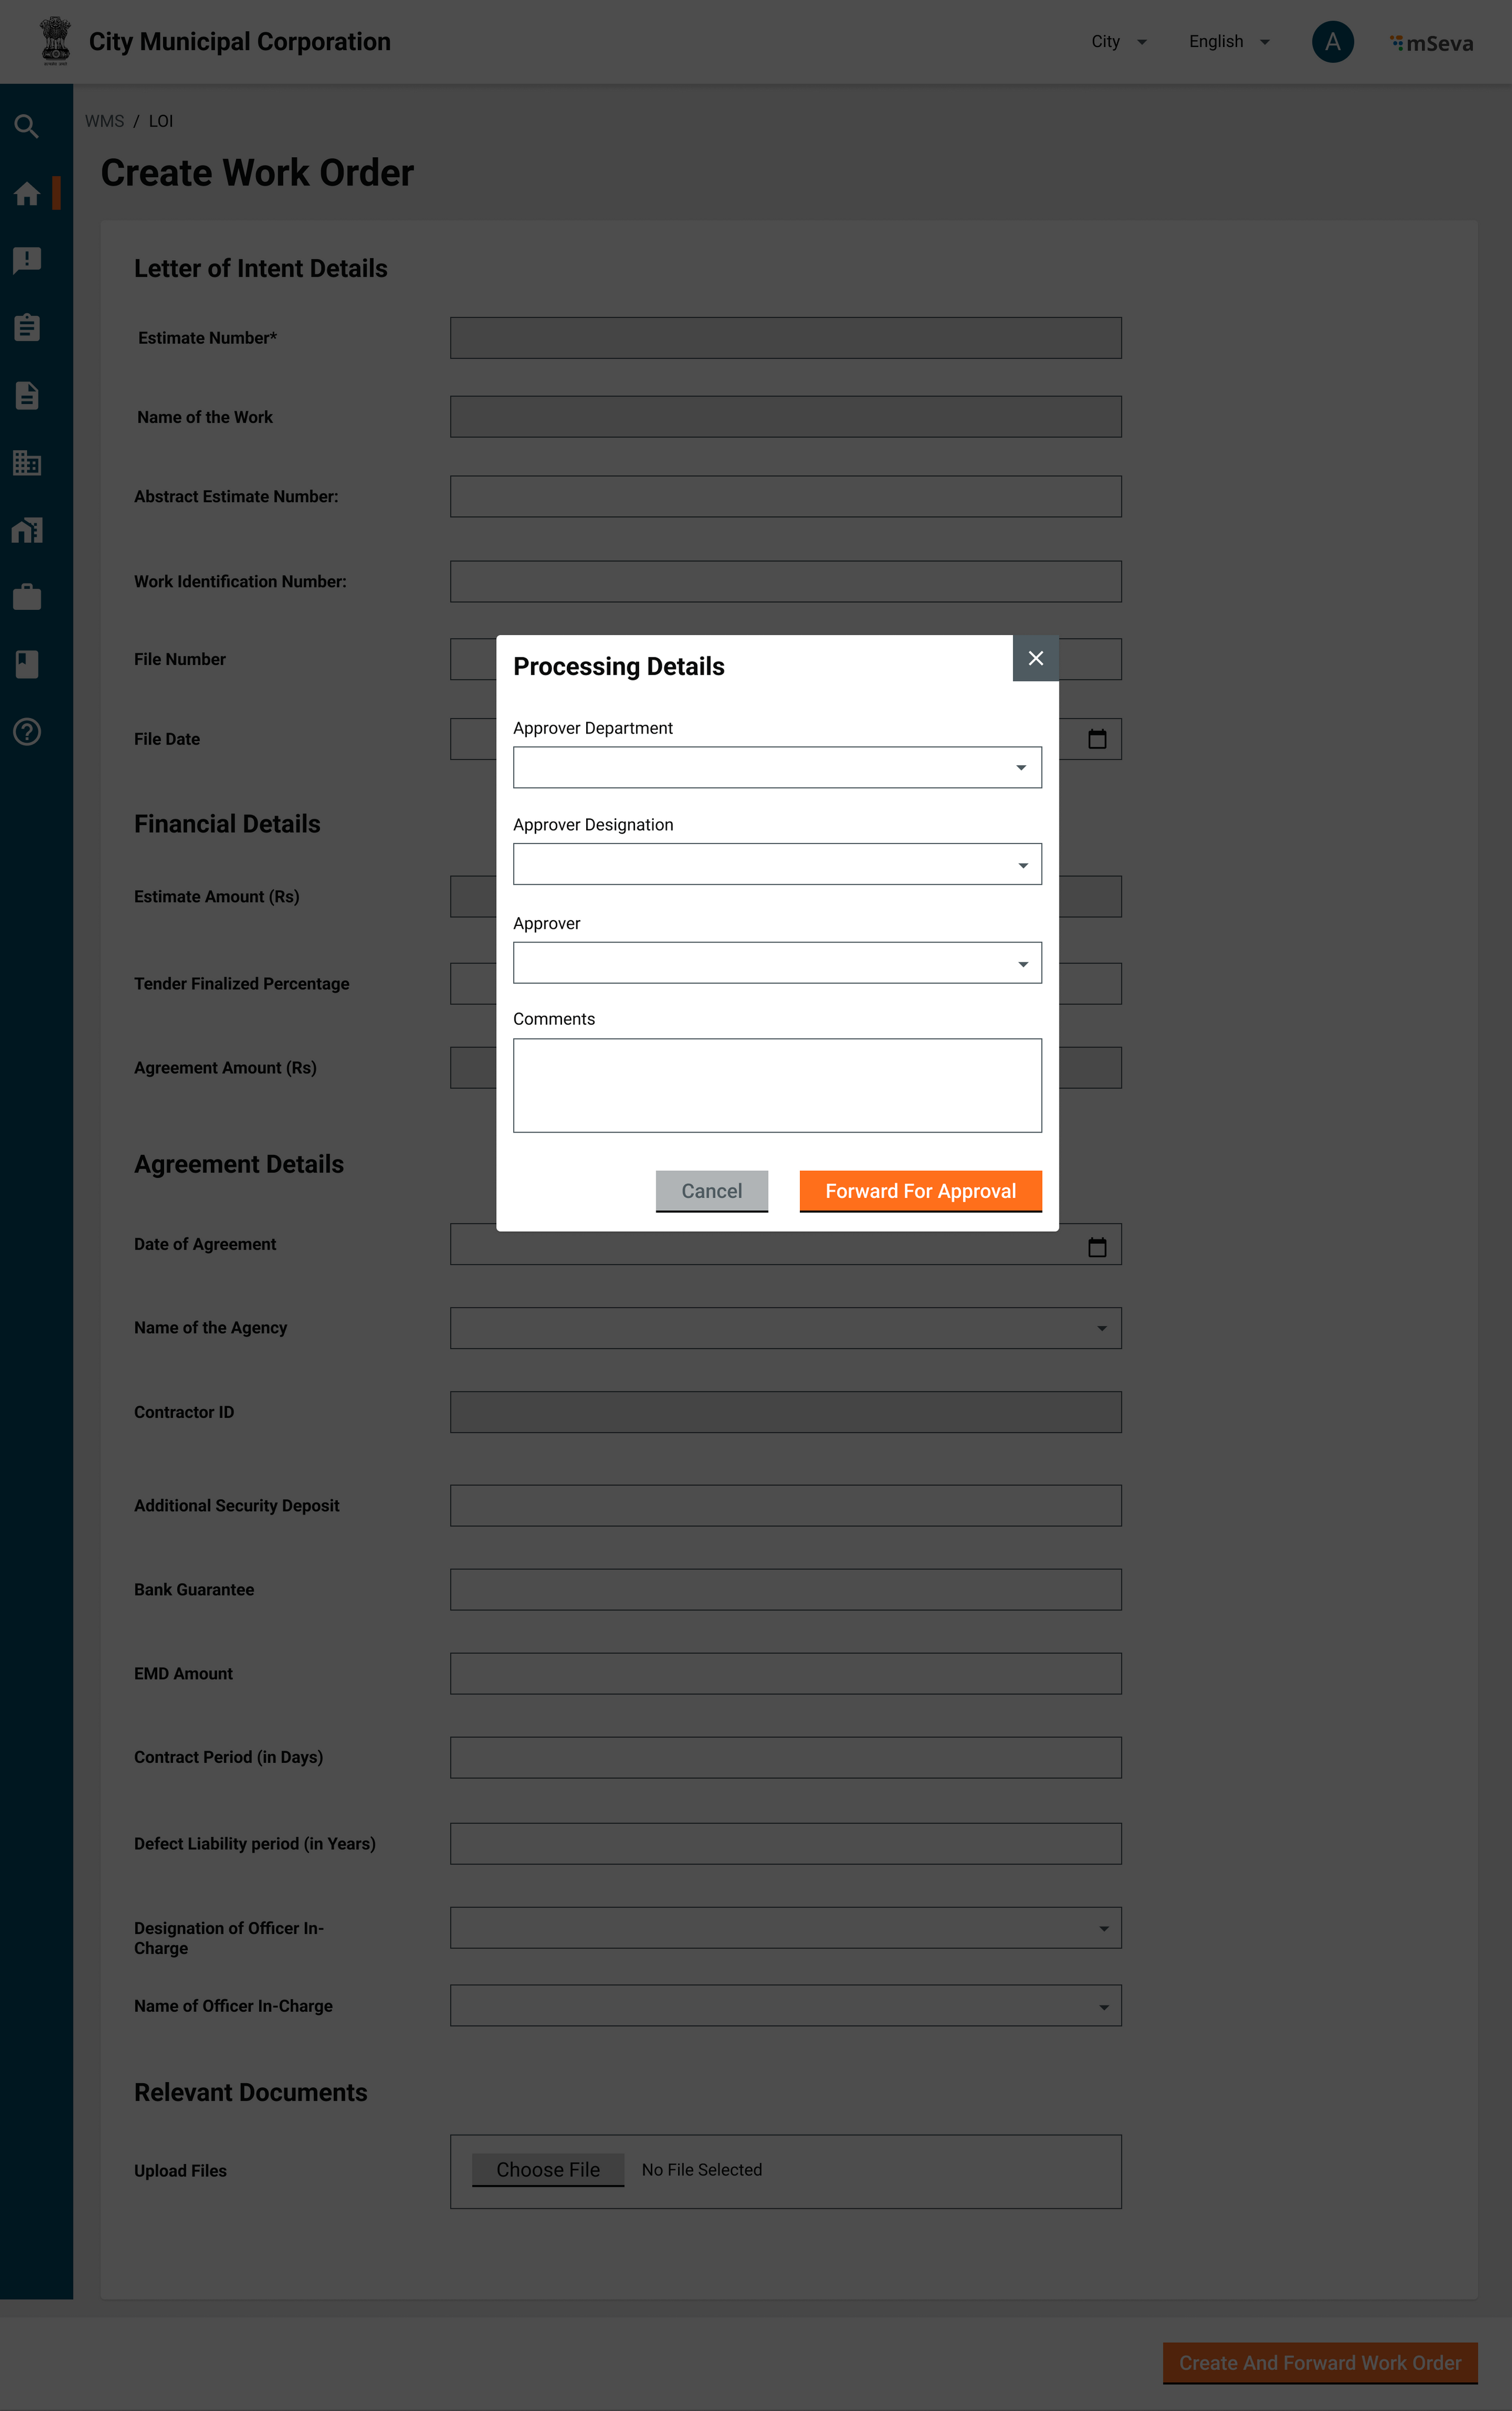 City Municipal Corporation
City
English
A
mSeva
WMS / LOI
Create Work Order
Letter of Intent Details
Estimate Number*
Name of the Work
Abstract Estimate Number:
Work Identification Number:
File Number
File Date
Financial Details
Estimate Amount (Rs)
Tender Finalized Percentage
Agreement Amount (Rs)
Agreement Details
Date of Agreement
Name of the Agency
Contractor ID
Additional Security Deposit
Bank Guarantee
EMD Amount
Contract Period (in Days)
Defect Liability period (in Years)
Designation of Officer In-
Charge
Name of Officer In-Charge
Relevant Documents
Upload Files
Choose File
No File Selected
Create And Forward Work Order
Processing Details
Approver Department
Approver Designation
Approver
Comments
Cancel
Forward For Approval